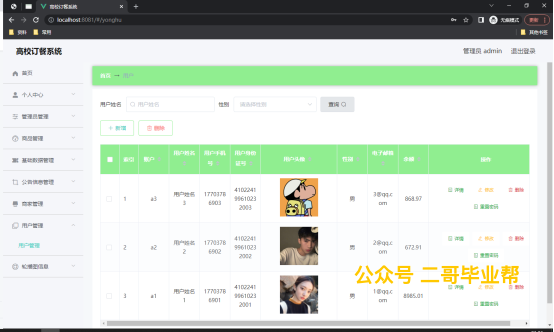 高校订餐系统
localhost:8081/#/yonghu
无痕模式
更新
资料 常用
其他书签
高校订餐系统
管理员 admin 退出登录
首页
首页 用户
个人中心
管理员管理
商品管理
基础数据管理
公告信息管理
商家管理
用户管理
用户管理
轮播图信息
用户姓名 用户姓名 性别 请选择性别 查询
新增 删除
索引 账户 用户姓名 用户手机号 用户身份证号 用户头像 性别 电子邮箱 余额 操作
1 a3 用户姓名3 17703786903 410224199610232003 男 3@qq.com 868.97 详情 修改 删除
重置密码
2 a2 用户姓名2 17703786902 410224199610232002 男 2@qq.com 672.91 详情 修改 删除
重置密码
3 a1 用户姓名1 17703786901 410224199610232001 男 1@qq.com 8985.01 详情 修改 删除
重置密码
公众号 二哥毕业帮